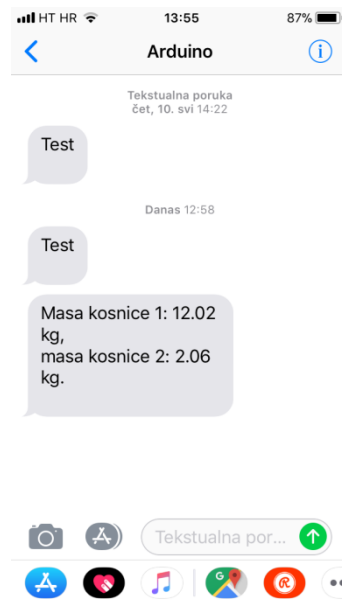 HT HR 13:55 87%
Arduino
Tekstualna poruka
čet, 10. svi 14:22
Test
Danas 12:58
Test
Masa kosnice 1: 12.02
kg,
masa kosnice 2: 2.06
kg.
Tekstualna por...